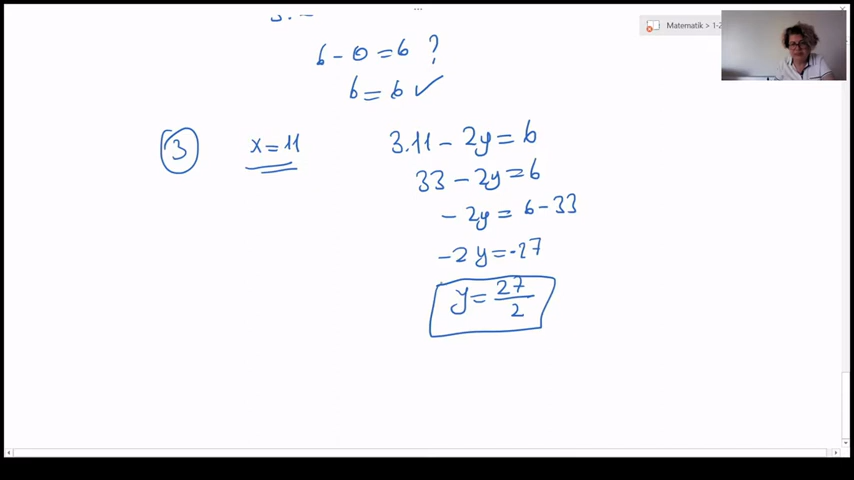 Matematik > 1-2
6 - 0 = 6 ?
6 = 6 ✓
3 x = 11 3.11 - 2y = 6
33 - 2y = 6
- 2y = 6 - 33
- 2y = - 27
y = 27/2